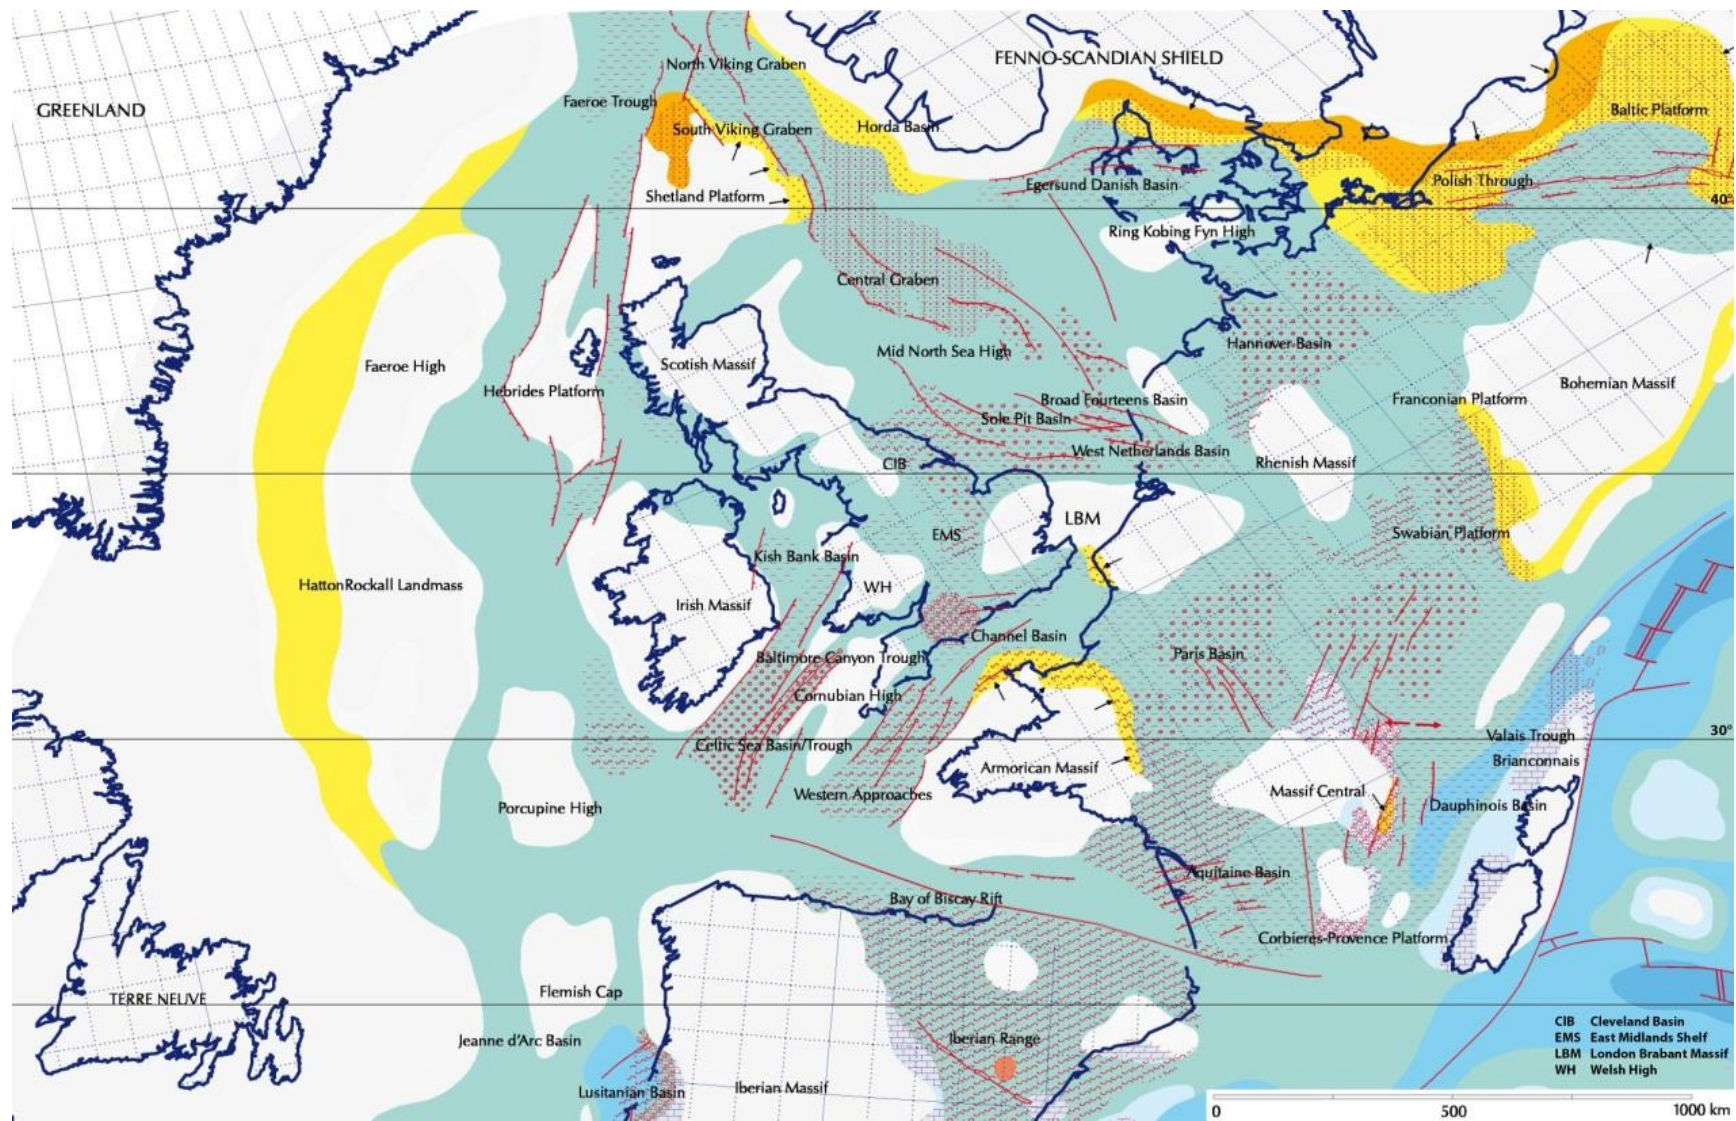 North Viking Graben
FENNO-SCANDIAN SHIELD
GREENLAND
Faeroe Trough
Baltic Platform
South Viking Graben
Horda Basin
Shetland Platform
Egersund Danish Basin
Polish Through
40°
Ring Kobing Fyn High
Central Graben
Hannover Basin
Mid North Sea High
Faeroe High
Scotish Massif
Bohemian Massif
Hebrides Platform
Broad Fourteens Basin
Franconian Platform
Sole Pit Basin
West Netherlands Basin
CIB
Rhenish Massif
LBM
EMS
Swabian Platform
Kish Bank Basin
HattonRockall Landmass
WH
Irish Massif
Channel Basin
Baltimore Canyon Trough
Paris Basin
Cornubian High
30°
Valais Trough
Celtic Sea Basin/Trough
Brianconnais
Armorican Massif
Massif Central
Western Approaches
Porcupine High
Dauphinois Basin
Aquitaine Basin
Bay of Biscay Rift
Corbieres-Provence Platform
Flemish Cap
TERRE NEUVE
Jeanne d'Arc Basin
Iberian Range
Iberian Massif
Lusitanian Basin
CIB Cleveland Basin
EMS East Midlands Shelf
LBM London Brabant Massif
WH Welsh High
0 500 1000 km